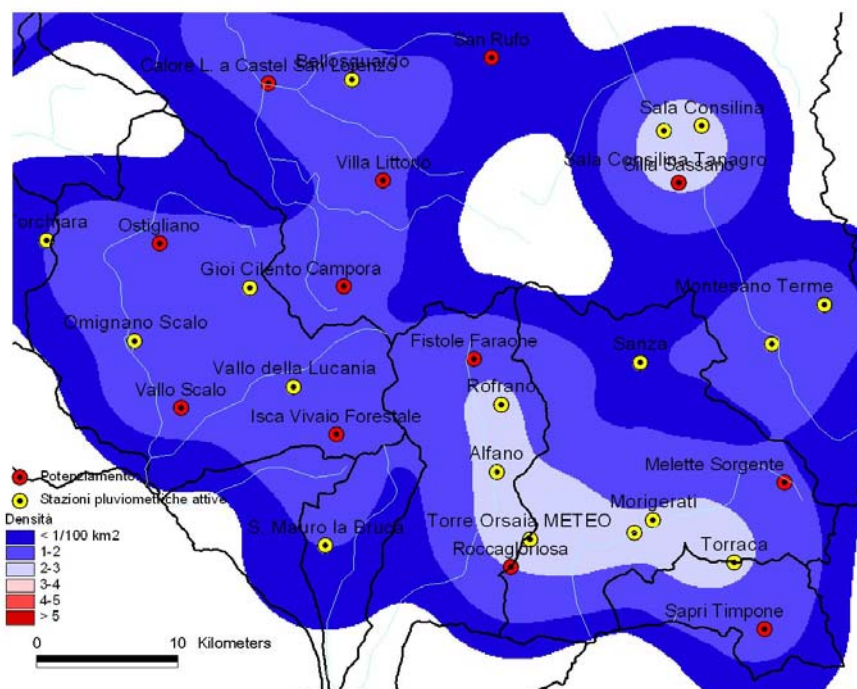 San Rufo
Bellosguardo
Calore L. a Castel San Lorenzo
Sala Consilina
Villa Littorio
Sala Consilina Tanagro
Silla Sassano
Torchiara
Ostigliano
Gioi Cilento
Campora
Montesano Terme
Omignano Scalo
Fistole Faraone
Sanza
Vallo della Lucania
Rofrano
Vallo Scalo
Isca Vivaio Forestale
Alfano
Melette Sorgente
Potenziamento
Stazioni pluviometriche attive
Morigerati
S. Mauro la Bruca
Torre Orsaia METEO
Roccagloriosa
Torraca
Densità
< 1/100 km2
1-2
2-3
3-4
4-5
> 5
Sapri Timpone
0 10 Kilometers